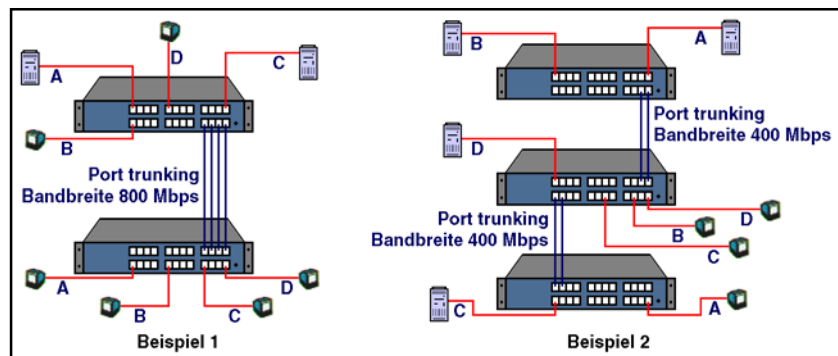 D
A
C
B
Port trunking
Bandbreite 800 Mbps
A
B
C
D
Beispiel 1
B
A
Port trunking
Bandbreite 400 Mbps
D
D
B
C
Port trunking
Bandbreite 400 Mbps
C
A
Beispiel 2